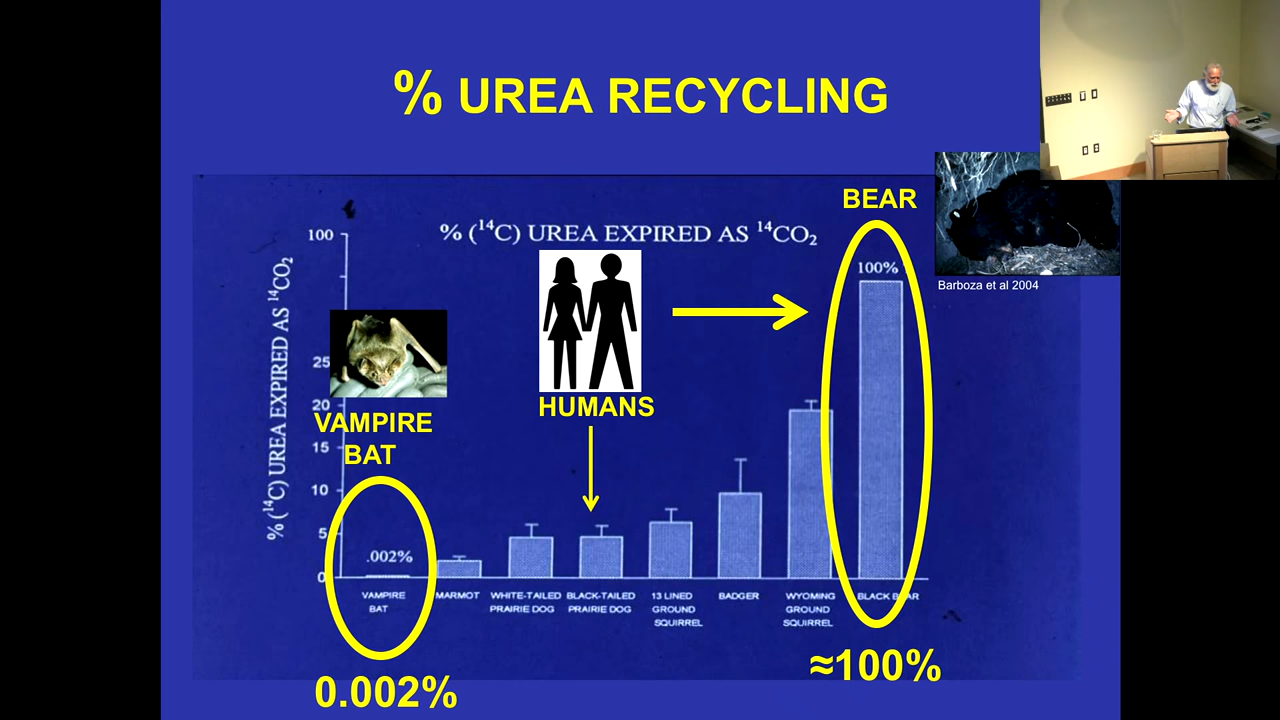 % UREA RECYCLING
BEAR
% (¹⁴C) UREA EXPIRED AS ¹⁴CO₂
100%
Barboza et al 2004
% (¹⁴C) UREA EXPIRED AS ¹⁴CO₂
100
25
20
15
10
5
0
VAMPIRE
BAT
HUMANS
.002%
VAMPIRE
BAT
MARMOT
WHITE-TAILED
PRAIRIE DOG
BLACK-TAILED
PRAIRIE DOG
13 LINED
GROUND
SQUIRREL
BADGER
WYOMING
GROUND
SQUIRREL
BLACK BEAR
0.002%
≈100%